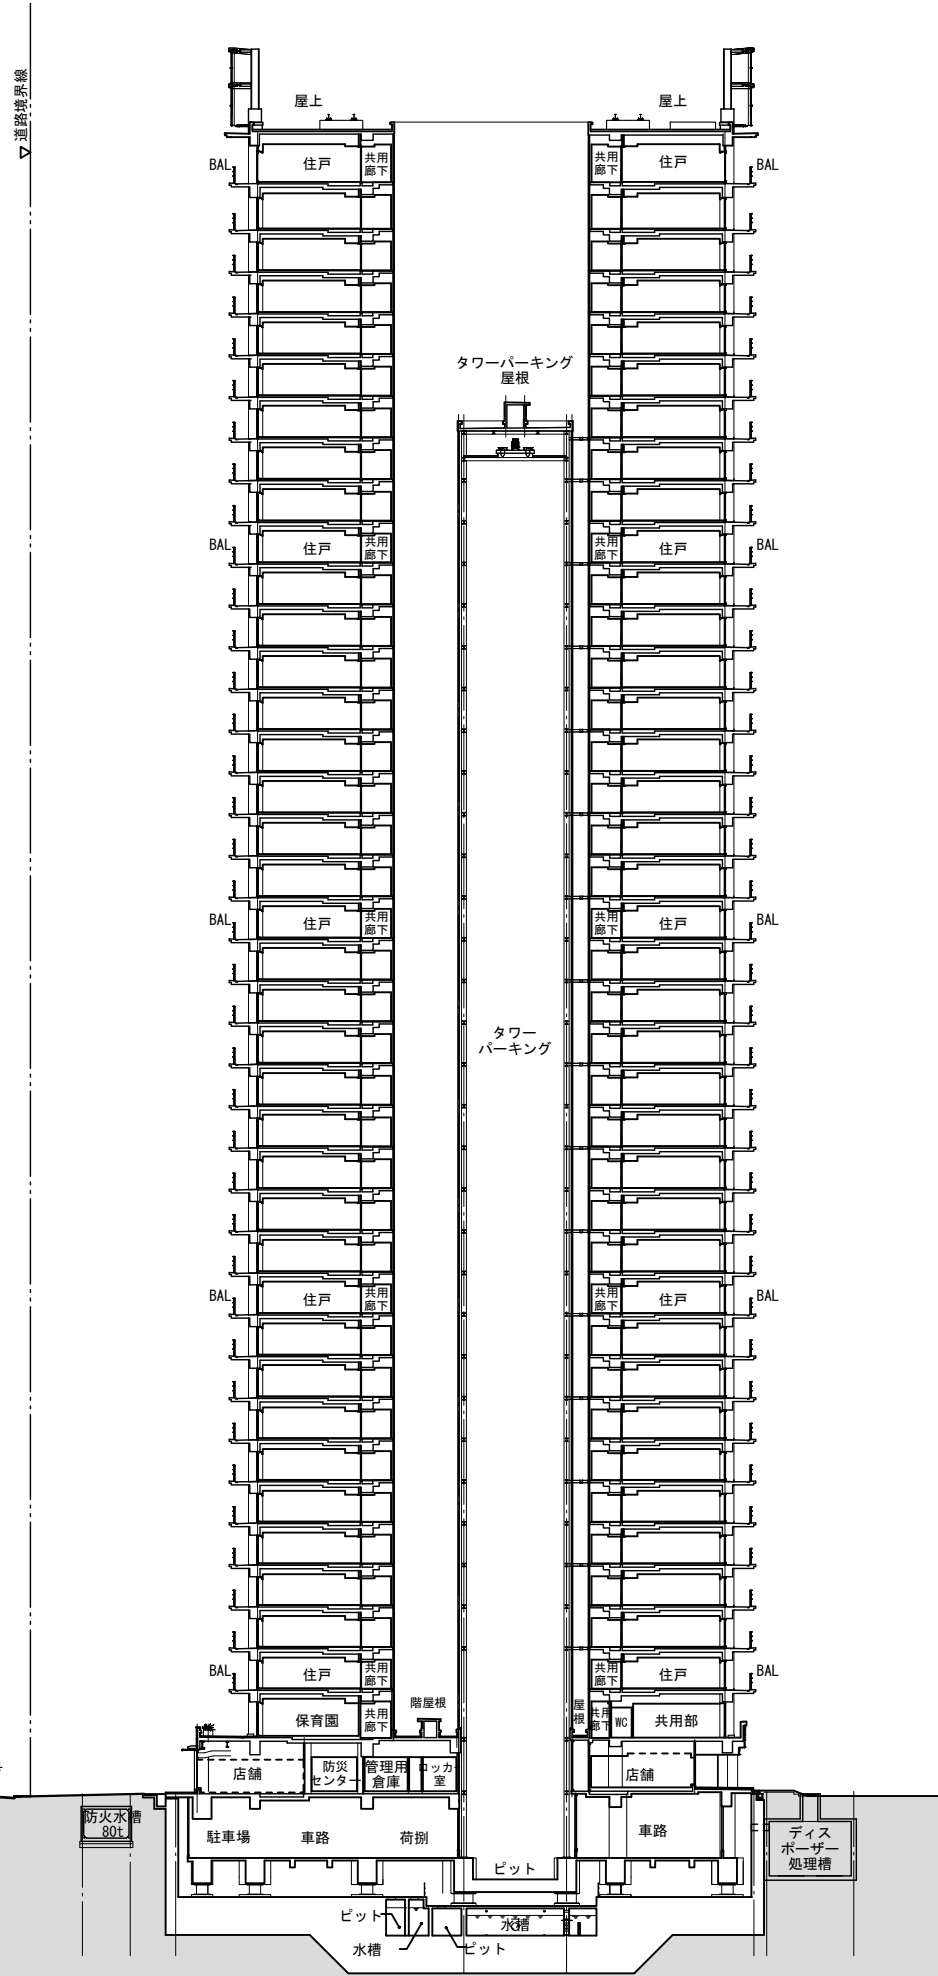 道路境界線
屋上
屋上
BAL
住戸
共用
廊下
共用
廊下
住戸
BAL
タワーパーキング
屋根
BAL
住戸
共用
廊下
共用
廊下
住戸
BAL
BAL
住戸
共用
廊下
共用
廊下
住戸
BAL
タワー
パーキング
BAL
住戸
共用
廊下
共用
廊下
住戸
BAL
BAL
住戸
共用
廊下
共用
廊下
住戸
BAL
保育園
共用
廊下
階屋根
屋
根
共用
廊下
WC
共用部
店舗
防災
センター
管理用
倉庫
ロッカー
室
店舗
防火水槽
80t
駐車場
車路
荷捌
車路
ディス
ポーザー
処理槽
ピット
ピット
水槽
水槽
ピット